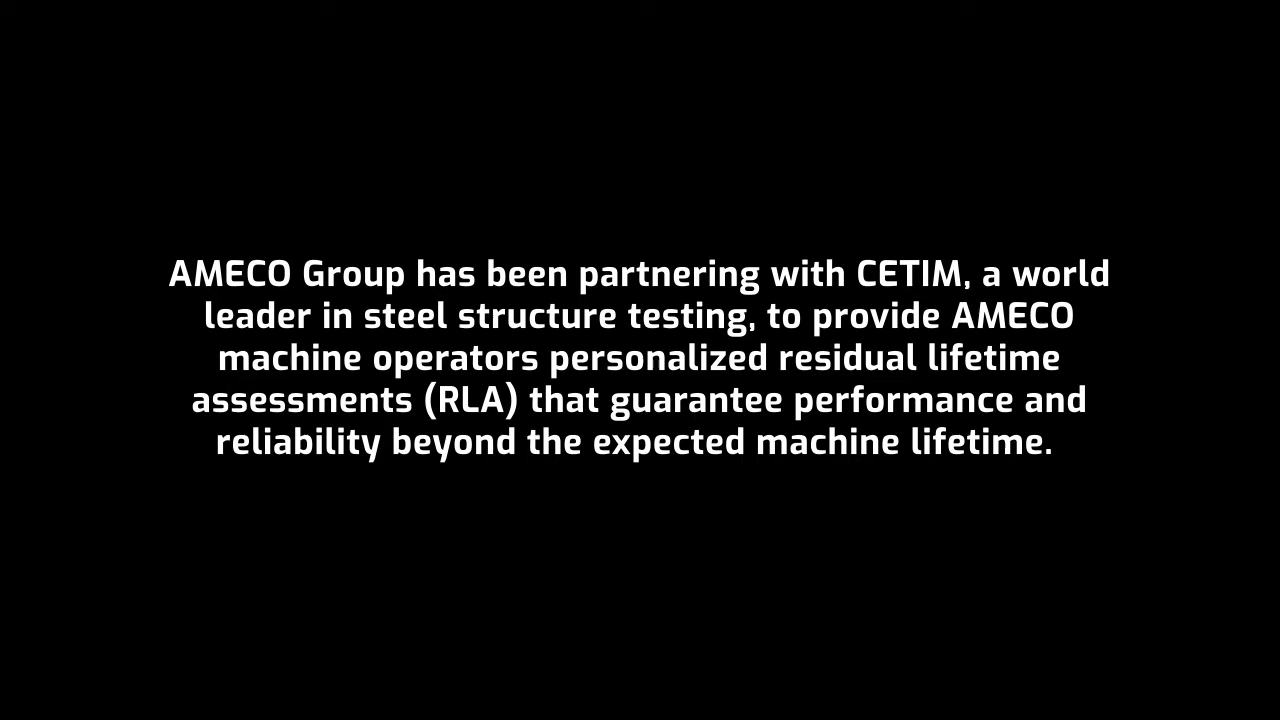 AMECO Group has been partnering with CETIM, a world
leader in steel structure testing, to provide AMECO
machine operators personalized residual lifetime
assessments (RLA) that guarantee performance and
reliability beyond the expected machine lifetime.